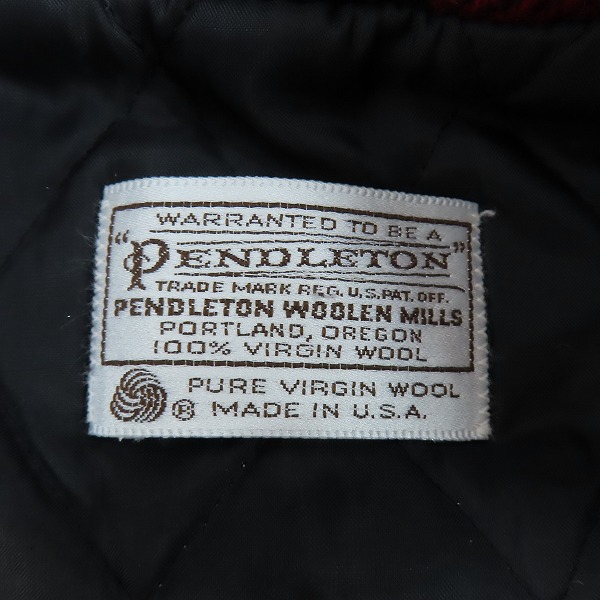 WARRANTED TO BE A
"PENDLETON"
TRADE MARK REG. U.S. PAT. OFF.
PENDLETON WOOLEN MILLS
PORTLAND, OREGON
100% VIRGIN WOOL
PURE VIRGIN WOOL
® MADE IN U.S.A.